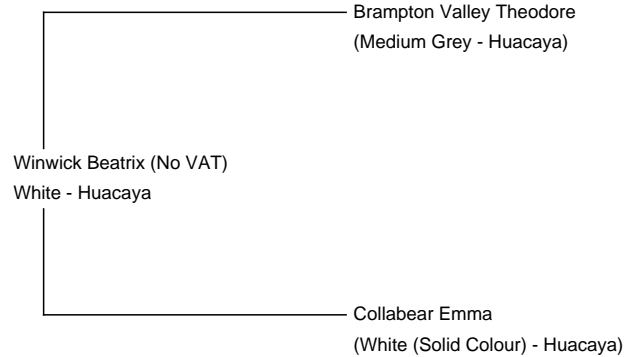 Brampton Valley Theodore
(Medium Grey - Huacaya)
Winwick Beatrix (No VAT)
White - Huacaya
Collabear Emma
(White (Solid Colour) - Huacaya)